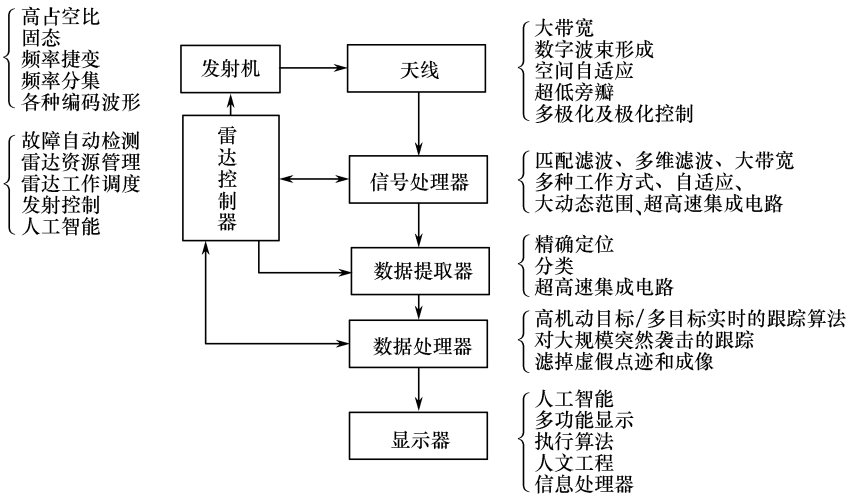 高占空比
固态
频率捷变
频率分集
各种编码波形
故障自动检测
雷达资源管理
雷达工作调度
发射控制
人工智能
发射机
雷
达
控
制
器
天线
信号处理器
数据提取器
数据处理器
显示器
大带宽
数字波束形成
空间自适应
超低旁瓣
多极化及极化控制
匹配滤波、多维滤波、大带宽
多种工作方式、自适应、
大动态范围、超高速集成电路
精确定位
分类
超高速集成电路
高机动目标/多目标实时的跟踪算法
对大规模突然袭击的跟踪
滤掉虚假点迹和成像
人工智能
多功能显示
执行算法
人文工程
信息处理器